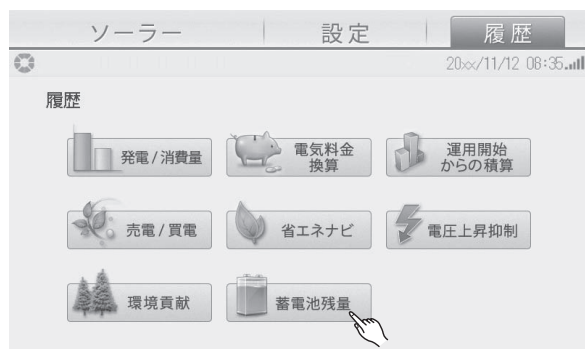 ソーラー 設定 履歴
20xx/11/12 08:35
履歴
発電/消費量 電気料金換算 運用開始からの積算
売電/買電 省エネナビ 電圧上昇抑制
環境貢献 蓄電池残量